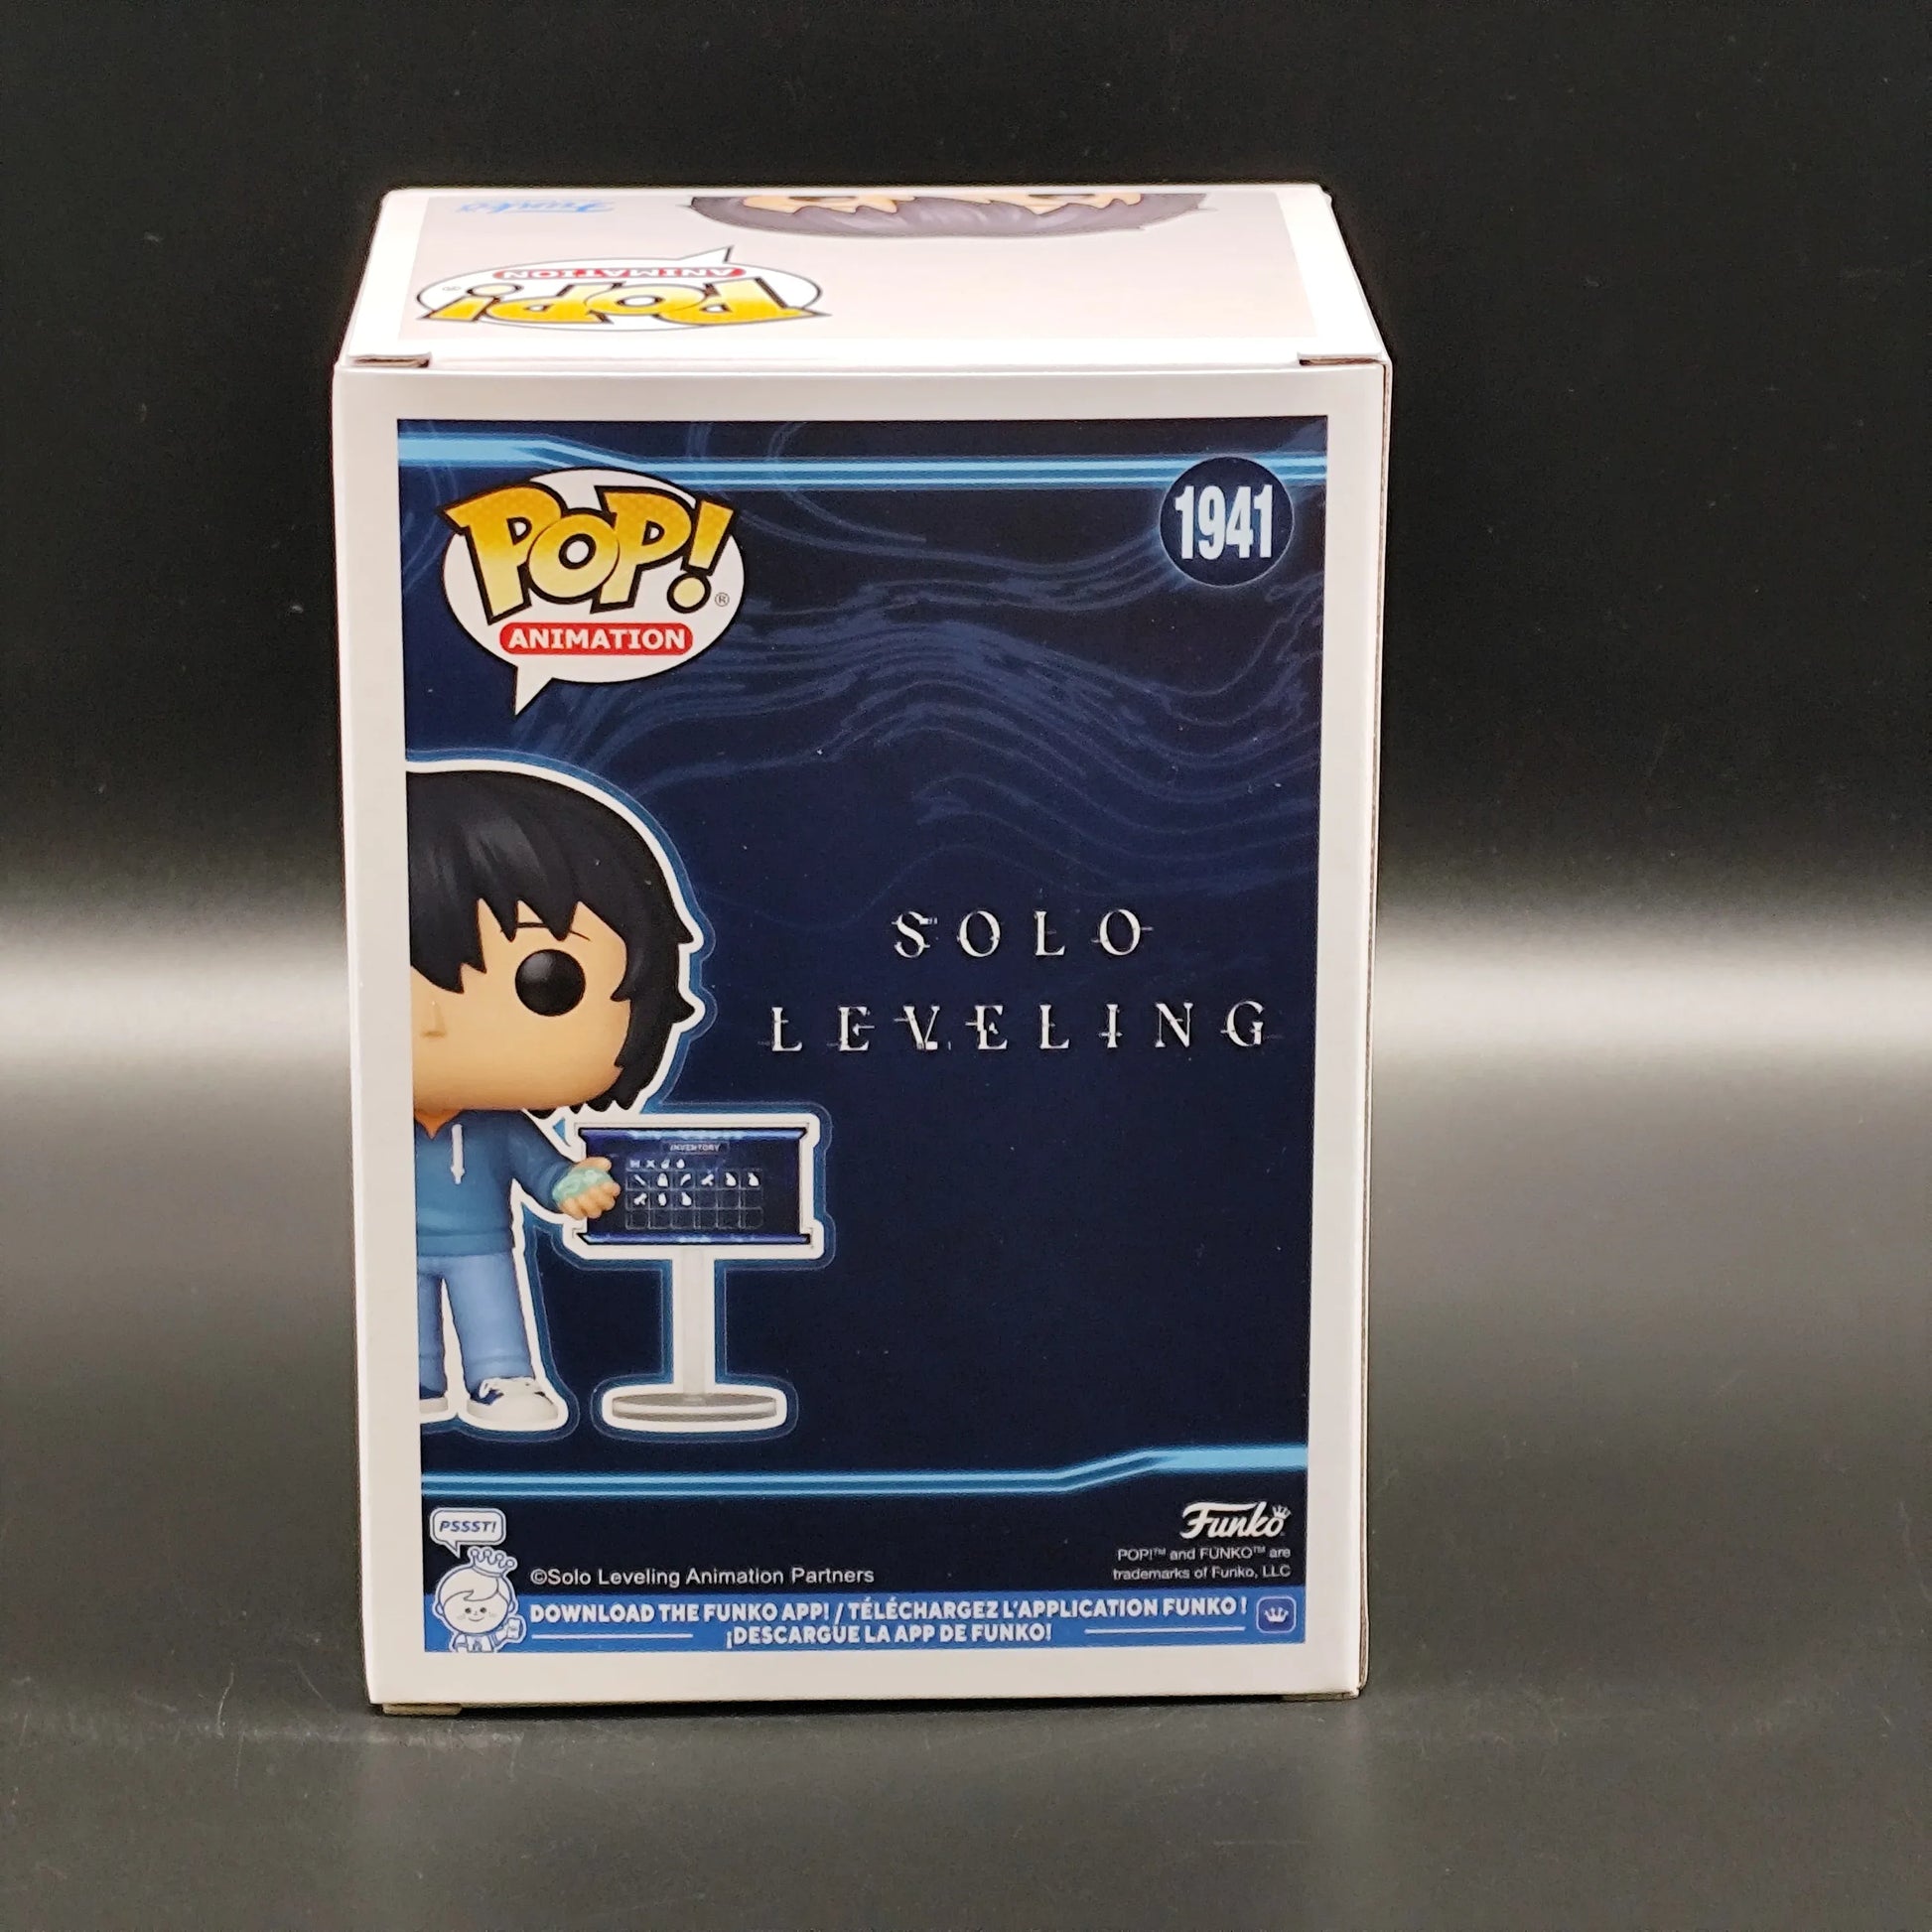 Funko
POP!
ANIMATION
POP!®
ANIMATION
1941
SOLO
LEVELING
INVENTORY
PSSST!
Funko
POP!™ and FUNKO™ are
trademarks of Funko, LLC
©Solo Leveling Animation Partners
DOWNLOAD THE FUNKO APP! / TÉLÉCHARGEZ L'APPLICATION FUNKO !
¡DESCARGUE LA APP DE FUNKO!